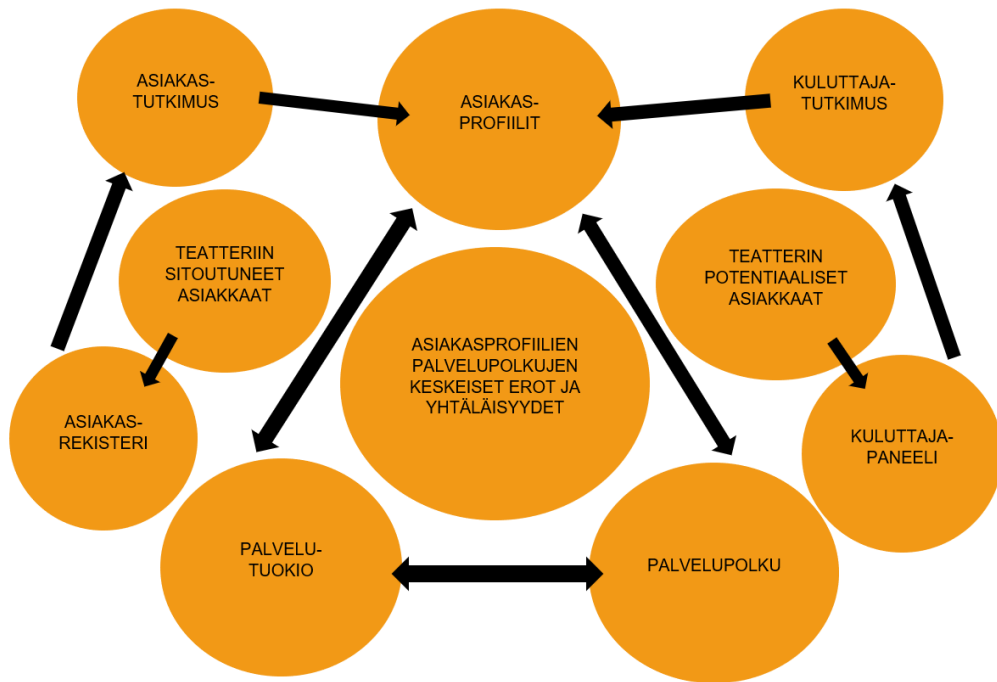 ASIAKAS-
TUTKIMUS
ASIAKAS-
PROFIILIT
KULUTTAJA-
TUTKIMUS
TEATTERIIN
SITOUTUNEET
ASIAKKAAT
TEATTERIN
POTENTIAALISET
ASIAKKAAT
ASIAKASPROFIILIEN
PALVELUPOLKUJEN
KESKEISET EROT JA
YHTÄLÄISYYDET
ASIAKAS-
REKISTERI
KULUTTAJA-
PANEELI
PALVELU-
TUOKIO
PALVELUPOLKU